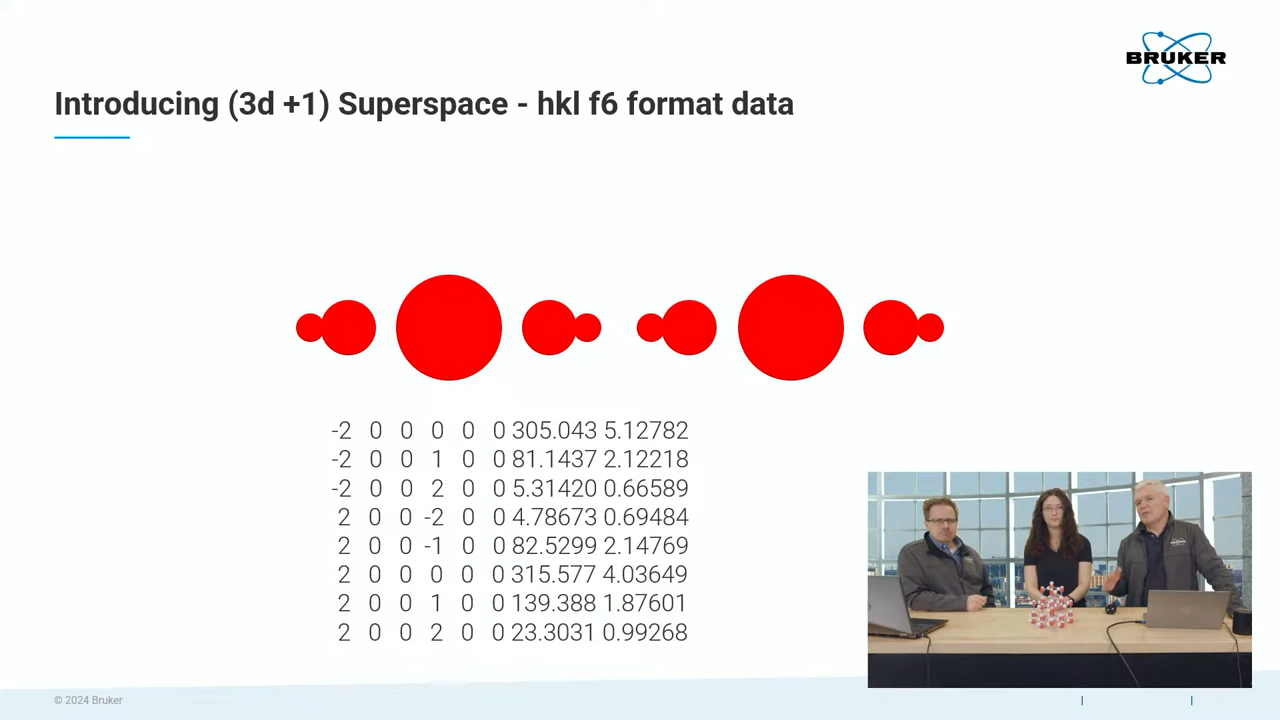 BRUKER
Introducing (3d +1) Superspace - hkl f6 format data
-2 0 0 0 0 0 305.043 5.12782
-2 0 0 1 0 0 81.1437 2.12218
-2 0 0 2 0 0 5.31420 0.66589
2 0 0 -2 0 0 4.78673 0.69484
2 0 0 -1 0 0 82.5299 2.14769
2 0 0 0 0 0 315.577 4.03649
2 0 0 1 0 0 139.388 1.87601
2 0 0 2 0 0 23.3031 0.99268
© 2024 Bruker